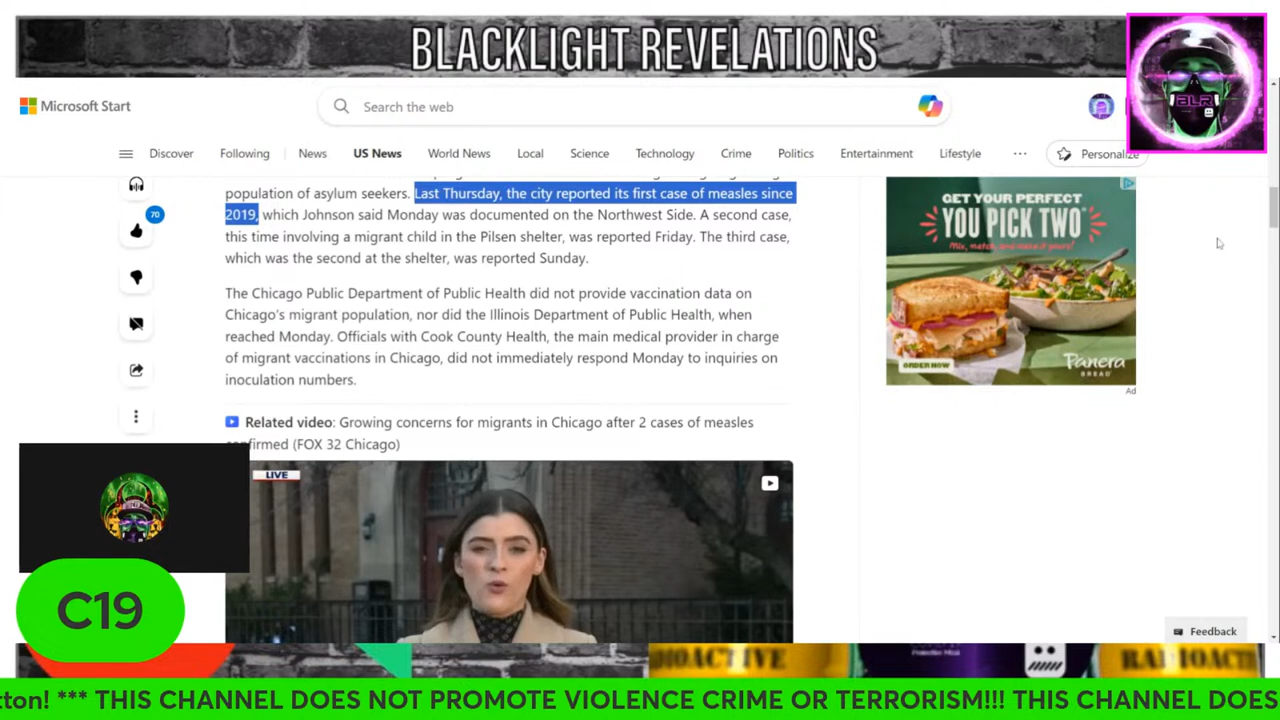 BLACKLIGHT REVELATIONS
BLR
Microsoft Start
Search the web
Discover
Following
News
US News
World News
Local
Science
Technology
Crime
Politics
Entertainment
Lifestyle
Personalize
70
population of asylum seekers. Last Thursday, the city reported its first case of measles since
2019, which Johnson said Monday was documented on the Northwest Side. A second case,
this time involving a migrant child in the Pilsen shelter, was reported Friday. The third case,
which was the second at the shelter, was reported Sunday.
The Chicago Public Department of Public Health did not provide vaccination data on
Chicago's migrant population, nor did the Illinois Department of Public Health, when
reached Monday. Officials with Cook County Health, the main medical provider in charge
of migrant vaccinations in Chicago, did not immediately respond Monday to inquiries on
inoculation numbers.
Related video: Growing concerns for migrants in Chicago after 2 cases of measles
confirmed (FOX 32 Chicago)
LIVE
GET YOUR PERFECT
YOU PICK TWO
Mix, match, and make it yours!
ORDER NOW
Panera
BREAD
Ad
C19
Feedback
tton! *** THIS CHANNEL DOES NOT PROMOTE VIOLENCE CRIME OR TERRORISM!!! THIS CHANNEL DOES